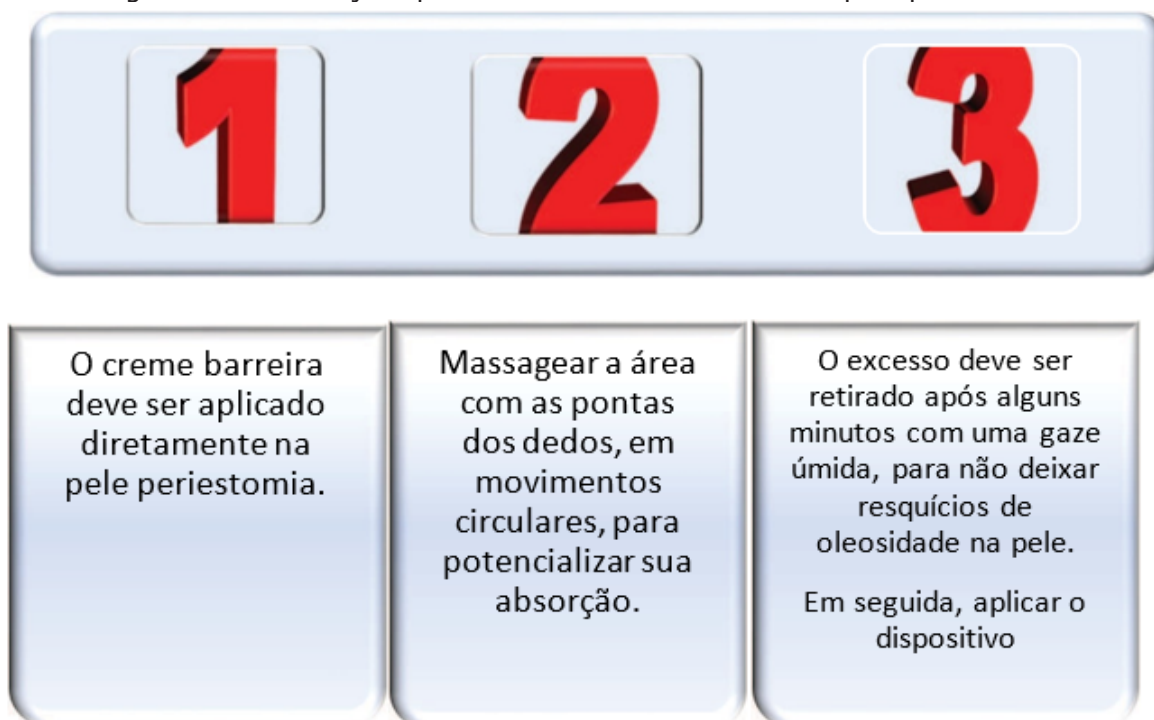 1
2
3
O creme barreira
deve ser aplicado
diretamente na
pele periestomia.
Massagear a área
com as pontas
dos dedos, em
movimentos
circulares, para
potencializar sua
absorção.
O excesso deve ser
retirado após alguns
minutos com uma gaze
úmida, para não deixar
resquícios de
oleosidade na pele.
Em seguida, aplicar o
dispositivo